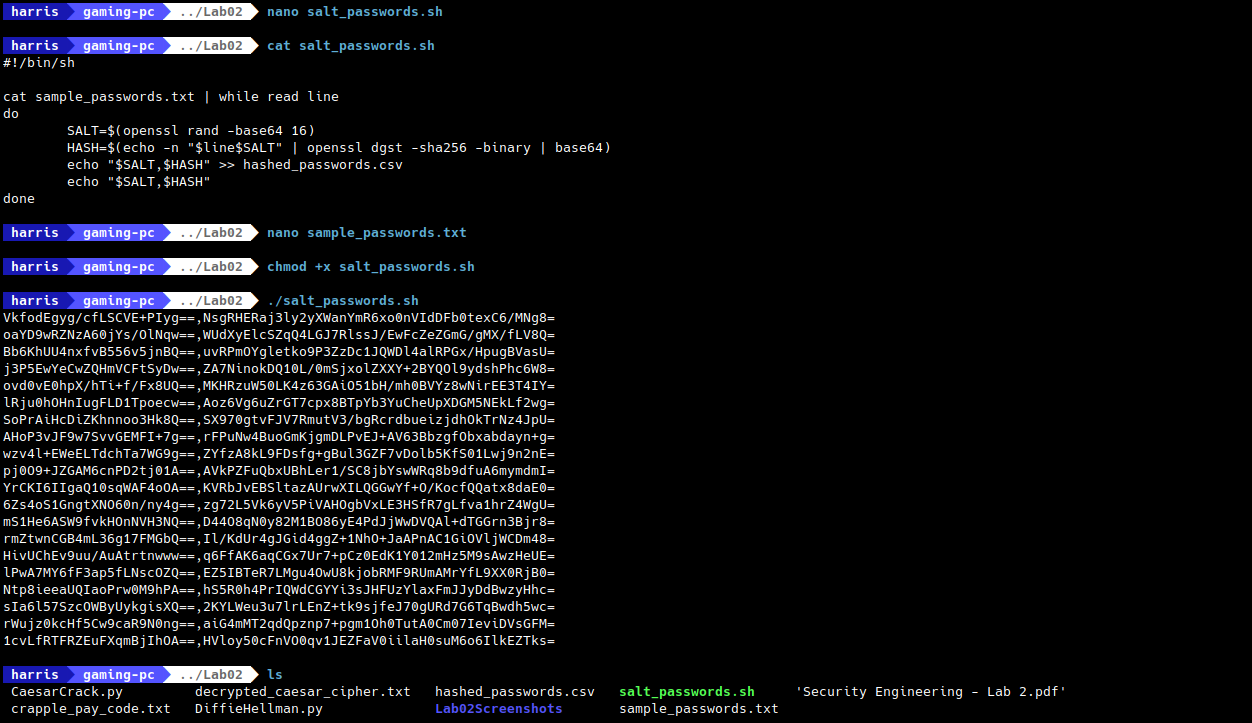 harris gaming-pc ../Lab02 nano salt_passwords.sh
harris gaming-pc ../Lab02 cat salt_passwords.sh
#!/bin/sh
cat sample_passwords.txt | while read line
do
SALT=$(openssl rand -base64 16)
HASH=$(echo -n "$line$SALT" | openssl dgst -sha256 -binary | base64)
echo "$SALT,$HASH" >> hashed_passwords.csv
echo "$SALT,$HASH"
done
harris gaming-pc ../Lab02 nano sample_passwords.txt
harris gaming-pc ../Lab02 chmod +x salt_passwords.sh
harris gaming-pc ../Lab02 ./salt_passwords.sh
VkfodEgyg/cfLSCVE+PIyg==,NsgRHERaj3ly2yXWanYmR6xo0nVIdDFb0texC6/MNg8=
oaYD9wRZNzA60jYs/OlNqw==,WUdXyElcSZqQ4LGJ7RlssJ/EwFcZeZGmG/gMX/fLV8Q=
Bb6KhUU4nxfvB556v5jnBQ==,uvRPmOYgletko9P3ZzDc1JQWDl4alRPGx/HpugBVasU=
j3P5EwYeCwZQHmVCFtSyDw==,ZA7NinokDQ10L/0mSjxolZXXY+2BYQOl9ydshPhc6W8=
ovd0vE0hpX/hTi+f/Fx8UQ==,MKHRzuW50LK4z63GAiO51bH/mh0BVYz8wNirEE3T4IY=
lRju0hOHnIugFLD1Tpoecw==,Aoz6Vg6uZrGT7cpx8BTpYb3YuCheUpXDGM5NEkLf2wg=
SoPrAiHcDiZKhnnoo3Hk8Q==,SX970gtvFJV7RmutV3/bgRcrdbueizjdhOkTrNz4JpU=
AHoP3vJF9w7SvvGEMFI+7g==,rFPuNw4BuoGmKjgmDLPvEJ+AV63BbzgfObxabdayn+g=
wzv4l+EWeELTdchTa7WG9g==,ZYfzA8kL9FDsfg+gBul3GZF7vDolb5KfS01Lwj9n2nE=
pj0O9+JZGAM6cnPD2tj01A==,AVkPZFuQbxUBhLer1/SC8jbYswWRq8b9dfuA6mymdmI=
YrCKI6IIgaQ10sqWAF4oOA==,KVRbJvEBSltazAUrwXILQGGwYf+O/KocfQQatx8daE0=
6Zs4oS1GngtXNO60n/ny4g==,zg72L5Vk6yV5PiVAHOgbVxLE3HSfR7gLfva1hrZ4WgU=
mS1He6ASW9fvkHOnNVH3NQ==,D44O8qN0y82M1BO86yE4PdJjWwDVQAl+dTGGrn3Bjr8=
rmZtwnCGB4mL36g17FMGbQ==,Il/KdUr4gJGid4ggZ+1NhO+JaAPnAC1GiOVljWCDm48=
HivUChEv9uu/AuAtrtnwww==,q6FfAK6aqCGx7Ur7+pCz0EdK1Y012mHz5M9sAwzHeUE=
lPwA7MY6fF3ap5fLNscOZQ==,EZ5IBTeR7LMgu4OwU8kjobRMF9RUmAMrYfL9XX0RjB0=
Ntp8ieeaUQIaoPrw0M9hPA==,hS5R0h4PrIQWdCGYYi3sJHFUzYlaxFmJJyDdBwzyHhc=
sIa6l57SzcOWByUykgisXQ==,2KYLWeu3u7lrLEnZ+tk9sjfeJ70gURd7G6TqBwdh5wc=
rWujz0kcHf5Cw9caR9N0ng==,aiG4mMT2qdQpznp7+pgm1Oh0TutA0Cm07IeviDVsGFM=
1cvLfRTFRZEuFXqmBjIhOA==,HVloy50cFnVO0qv1JEZFaV0iilaH0suM6o6IlkEZTks=
harris gaming-pc ../Lab02 ls
CaesarCrack.py decrypted_caesar_cipher.txt hashed_passwords.csv salt_passwords.sh 'Security Engineering - Lab 2.pdf'
crapple_pay_code.txt DiffieHellman.py Lab02Screenshots sample_passwords.txt